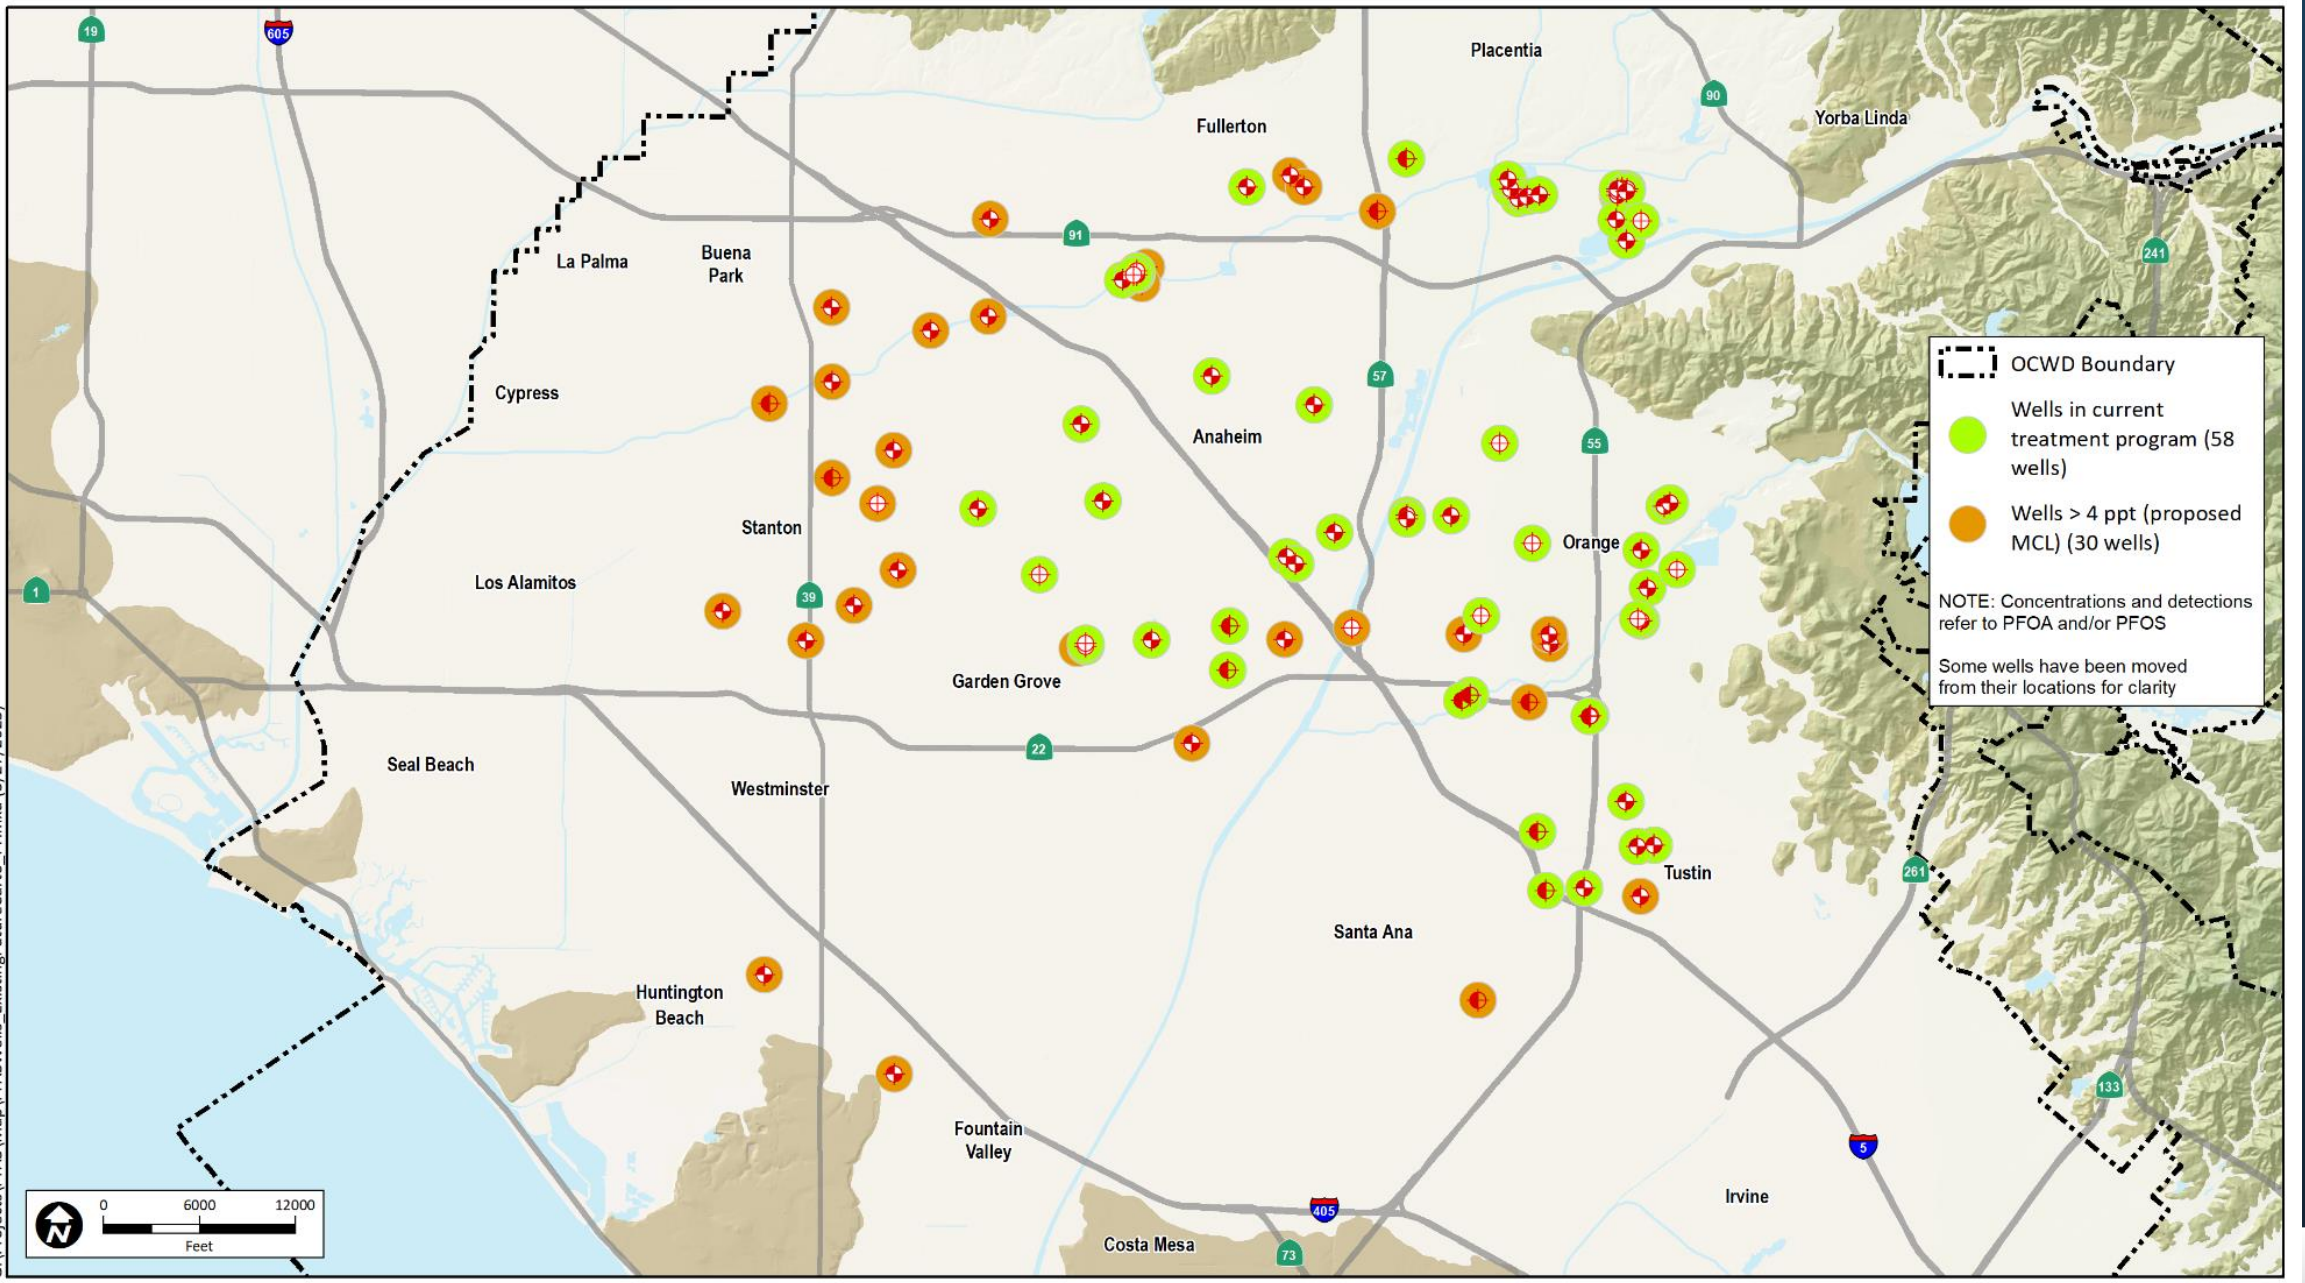 19
605
Placentia
90
Yorba Linda
Fullerton
91
241
La Palma
Buena
Park
Cypress
57
Anaheim
55
Stanton
Orange
Los Alamitos
1
39
Garden Grove
22
Seal Beach
Westminster
Tustin
261
Santa Ana
Huntington
Beach
Fountain
Valley
133
5
Irvine
405
Costa Mesa
73
OCWD Boundary
Wells in current
treatment program (58
wells)
Wells > 4 ppt (proposed
MCL) (30 wells)
NOTE: Concentrations and detections
refer to PFOA and/or PFOS
Some wells have been moved
from their locations for clarity
N
0 6000 12000
Feet